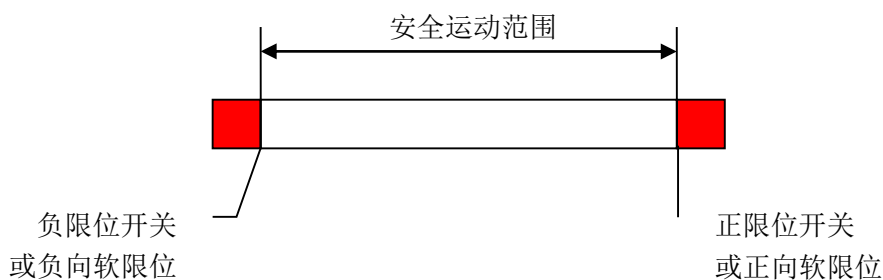 安全运动范围
负限位开关
或负向软限位
正限位开关
或正向软限位